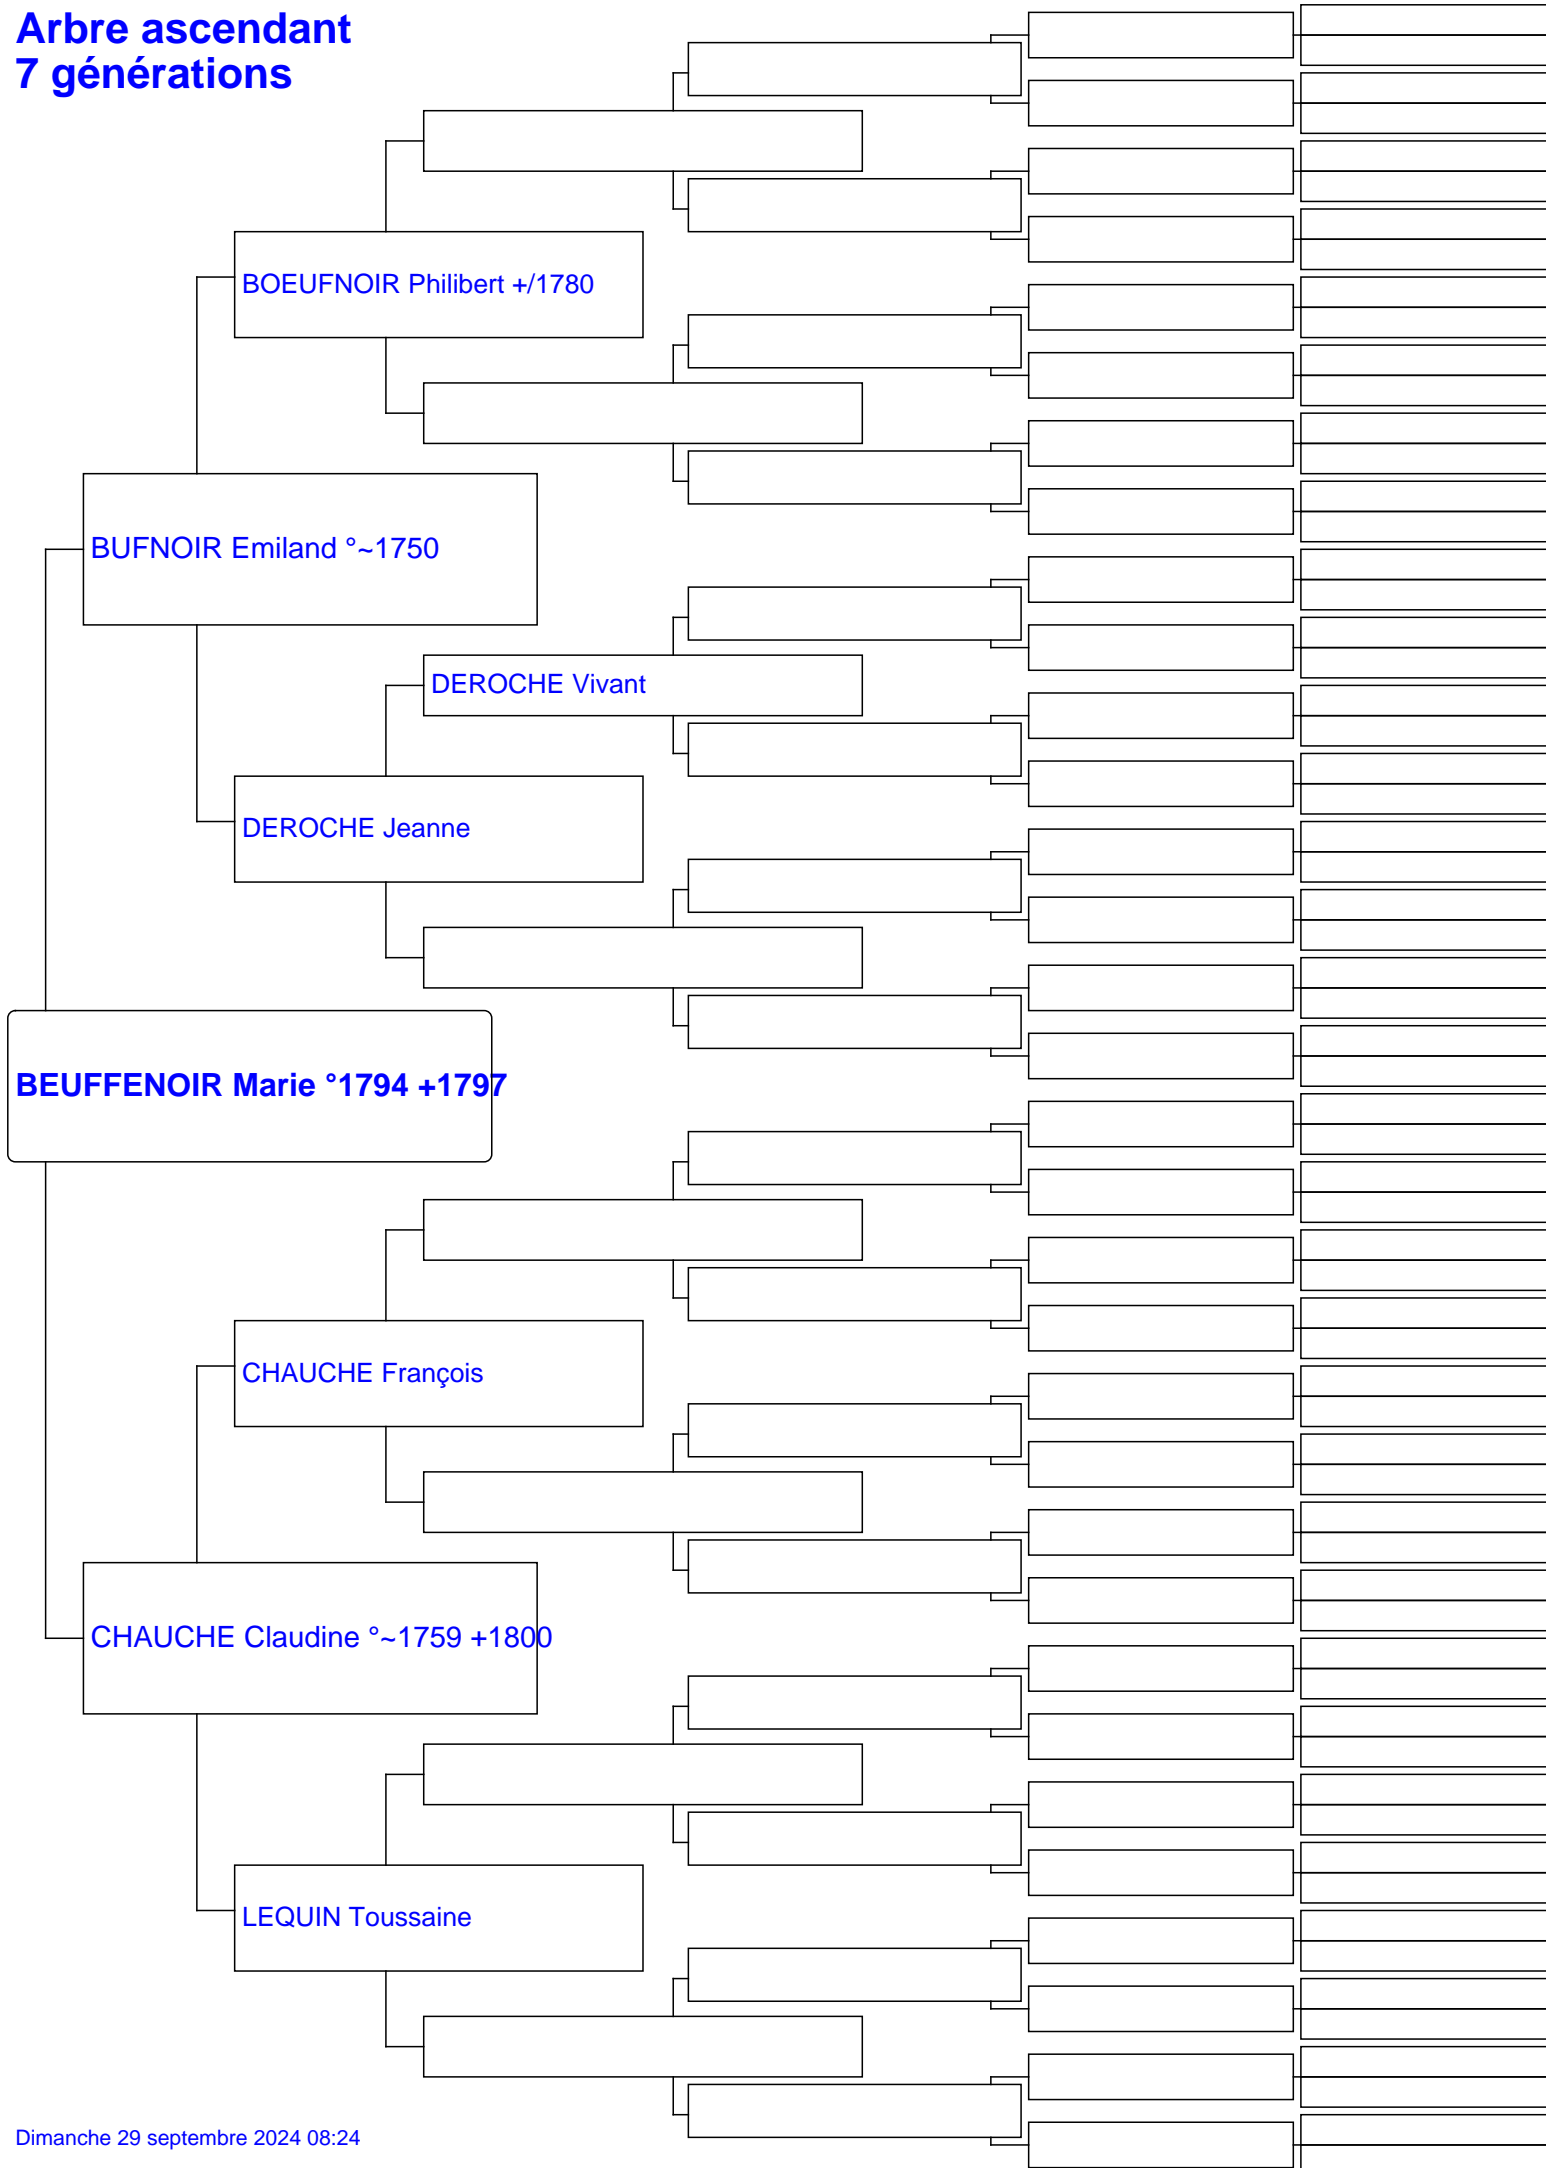 Arbre ascendant
7 générations
BOEUFNOIR Philibert +/1780
BUFNOIR Emiland °~1750
DEROCHE Vivant
DEROCHE Jeanne
BEUFFENOIR Marie °1794 +1797
CHAUCHE François
CHAUCHE Claudine °~1759 +1800
LEQUIN Toussaine
Dimanche 29 septembre 2024 08:24